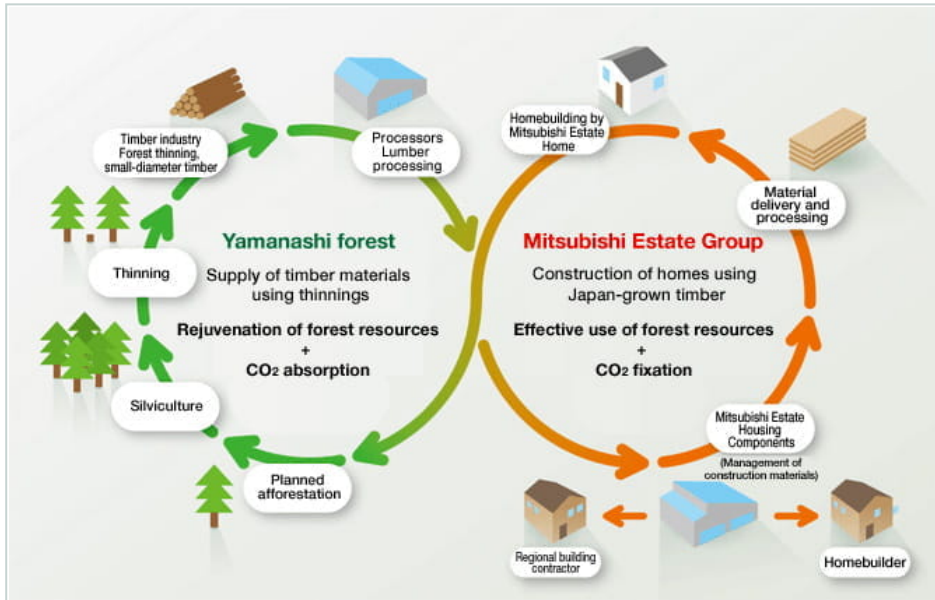 Timber industry
Forest thinning,
small-diameter timber
Processors
Lumber
processing
Thinning
Silviculture
Planned
afforestation
Yamanashi forest
Supply of timber materials
using thinnings
Rejuvenation of forest resources
+
CO2 absorption
Homebuilding by
Mitsubishi Estate
Home
Material
delivery and
processing
Mitsubishi Estate Group
Construction of homes using
Japan-grown timber
Effective use of forest resources
+
CO2 fixation
Mitsubishi Estate
Housing
Components
(Management of
construction materials)
Regional building
contractor
Homebuilder